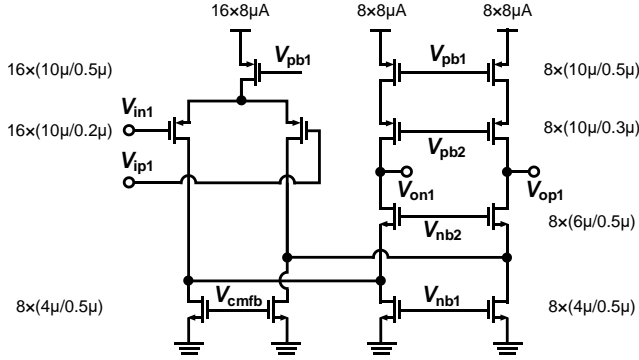 16×8μA
8×8μA
8×8μA
16×(10μ/0.5μ)
Vpb1
Vpb1
8×(10μ/0.5μ)
Vin1
16×(10μ/0.2μ)
Vpb2
8×(10μ/0.3μ)
Vip1
Von1
Vop1
Vnb2
8×(6μ/0.5μ)
8×(4μ/0.5μ)
Vcmfb
Vnb1
8×(4μ/0.5μ)